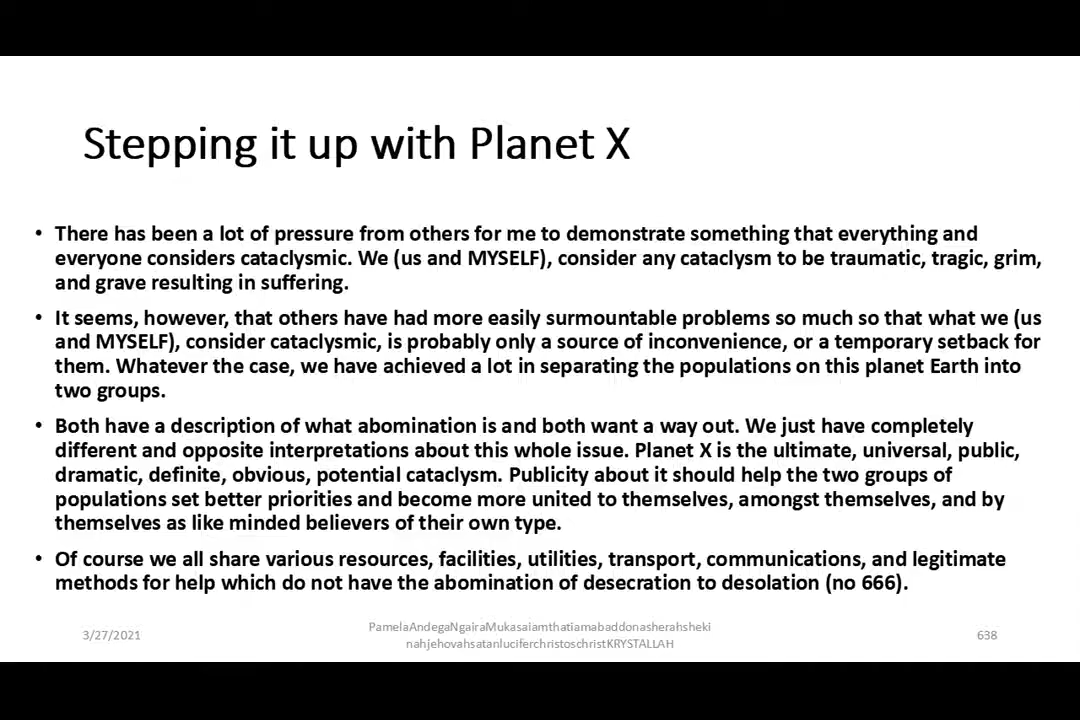 Stepping it up with Planet X
• There has been a lot of pressure from others for me to demonstrate something that everything and
everyone considers cataclysmic. We (us and MYSELF), consider any cataclysm to be traumatic, tragic, grim,
and grave resulting in suffering.
• It seems, however, that others have had more easily surmountable problems so much so that what we (us
and MYSELF), consider cataclysmic, is probably only a source of inconvenience, or a temporary setback for
them. Whatever the case, we have achieved a lot in separating the populations on this planet Earth into
two groups.
• Both have a description of what abomination is and both want a way out. We just have completely
different and opposite interpretations about this whole issue. Planet X is the ultimate, universal, public,
dramatic, definite, obvious, potential cataclysm. Publicity about it should help the two groups of
populations set better priorities and become more united to themselves, amongst themselves, and by
themselves as like minded believers of their own type.
• Of course we all share various resources, facilities, utilities, transport, communications, and legitimate
methods for help which do not have the abomination of desecration to desolation (no 666).
3/27/2021
PamelaAndegaNgairaMukasaiamthatiamabaddonasherahsheki
nahjehovahsatanluciferchristoschristKRYSTALLAH
638